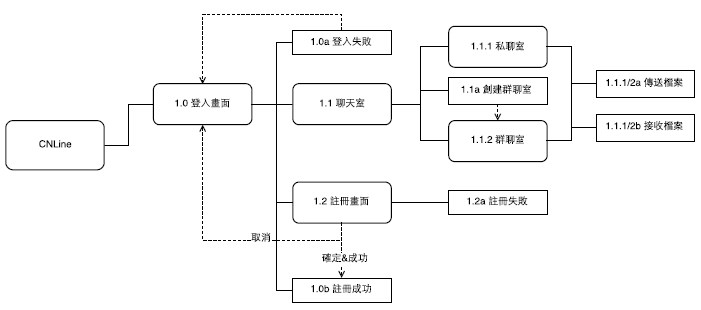 CNLine
1.0 登入畫面
1.0a 登入失敗
1.1 聊天室
1.2 註冊畫面
取消
確定&成功
1.0b 註冊成功
1.1.1 私聊室
1.1a 創建群聊室
1.1.2 群聊室
1.2a 註冊失敗
1.1.1/2a 傳送檔案
1.1.1/2b 接收檔案